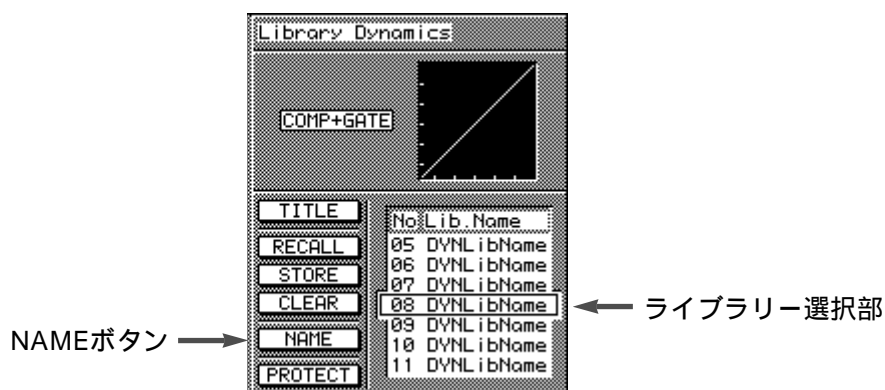 Library Dynamics
COMP+GATE
TITLE
RECALL
STORE
CLEAR
NAME
PROTECT
No Lib.Name
05 DYNLibName
06 DYNLibName
07 DYNLibName
08 DYNLibName
09 DYNLibName
10 DYNLibName
11 DYNLibName
NAMEボタン
ライブラリー選択部